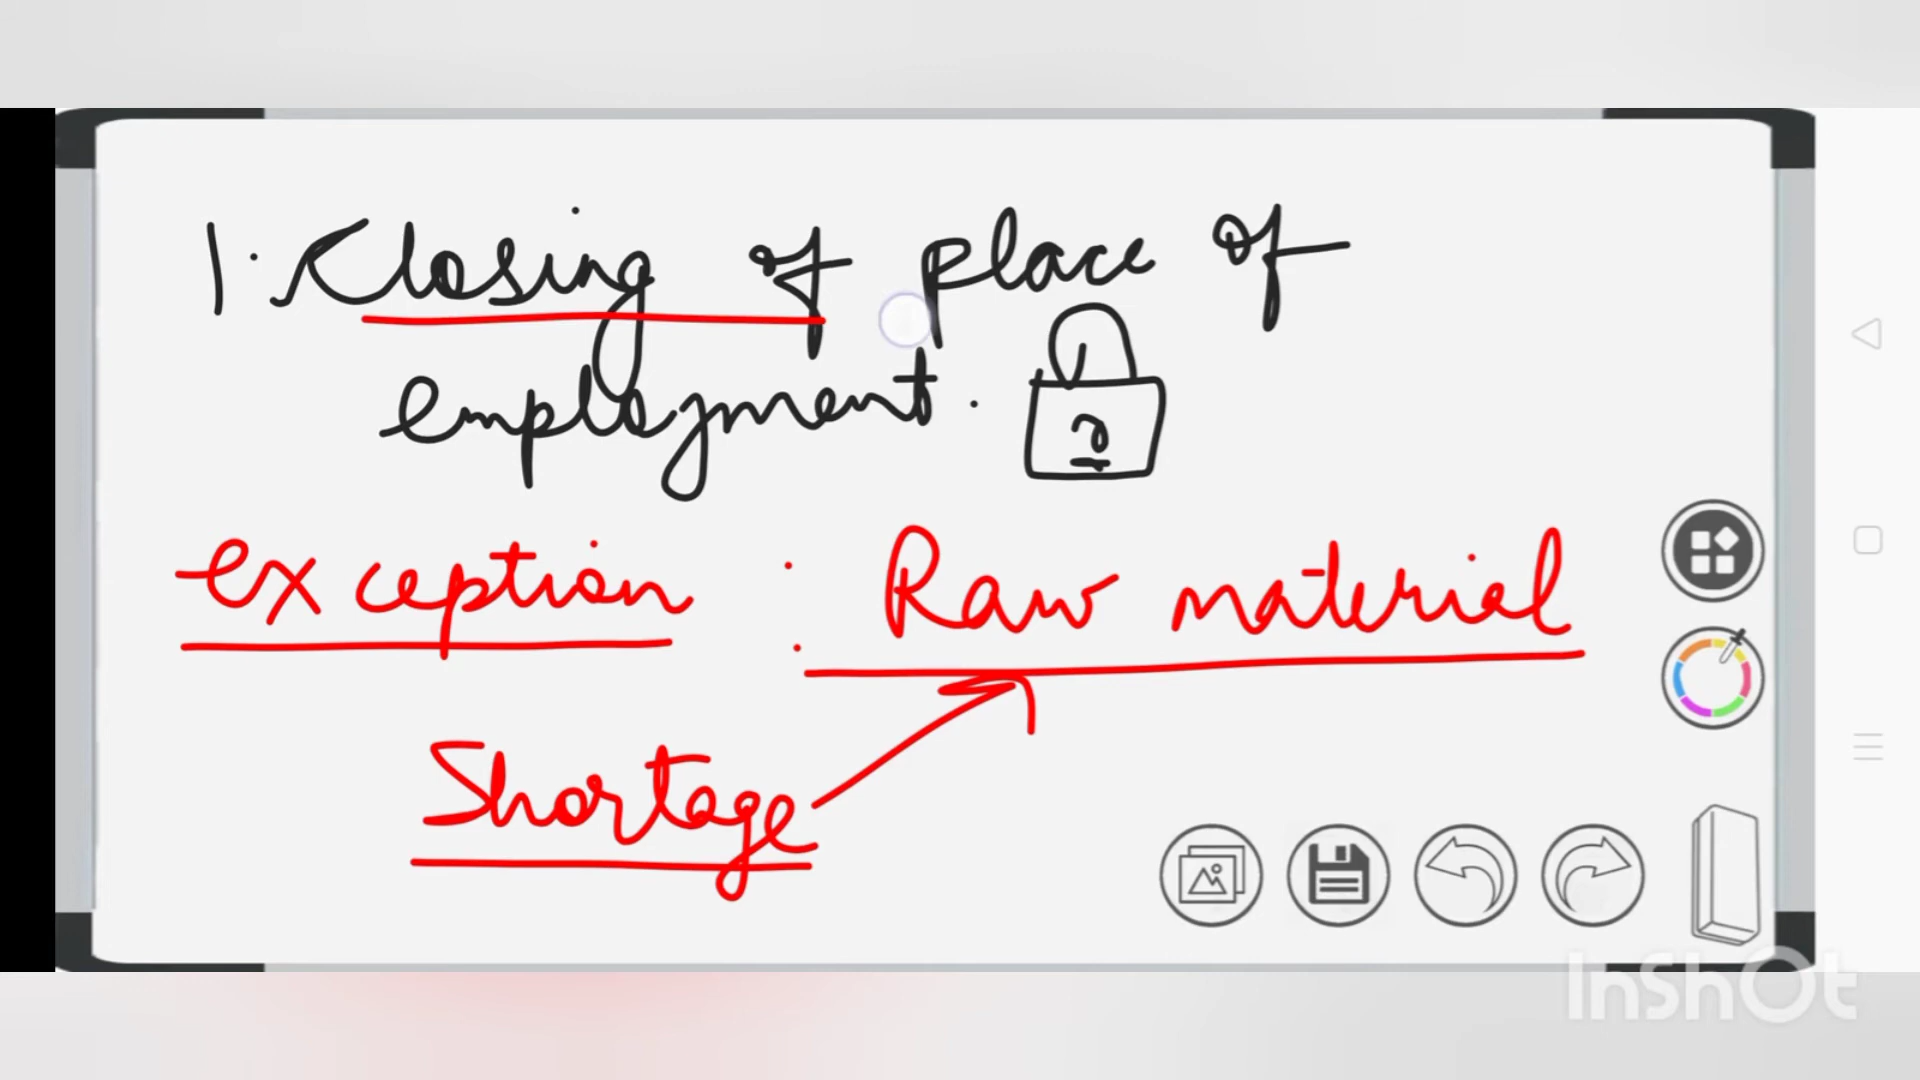 1. Closing of place of
employment.
exception : Raw material
Shortage
InShOt